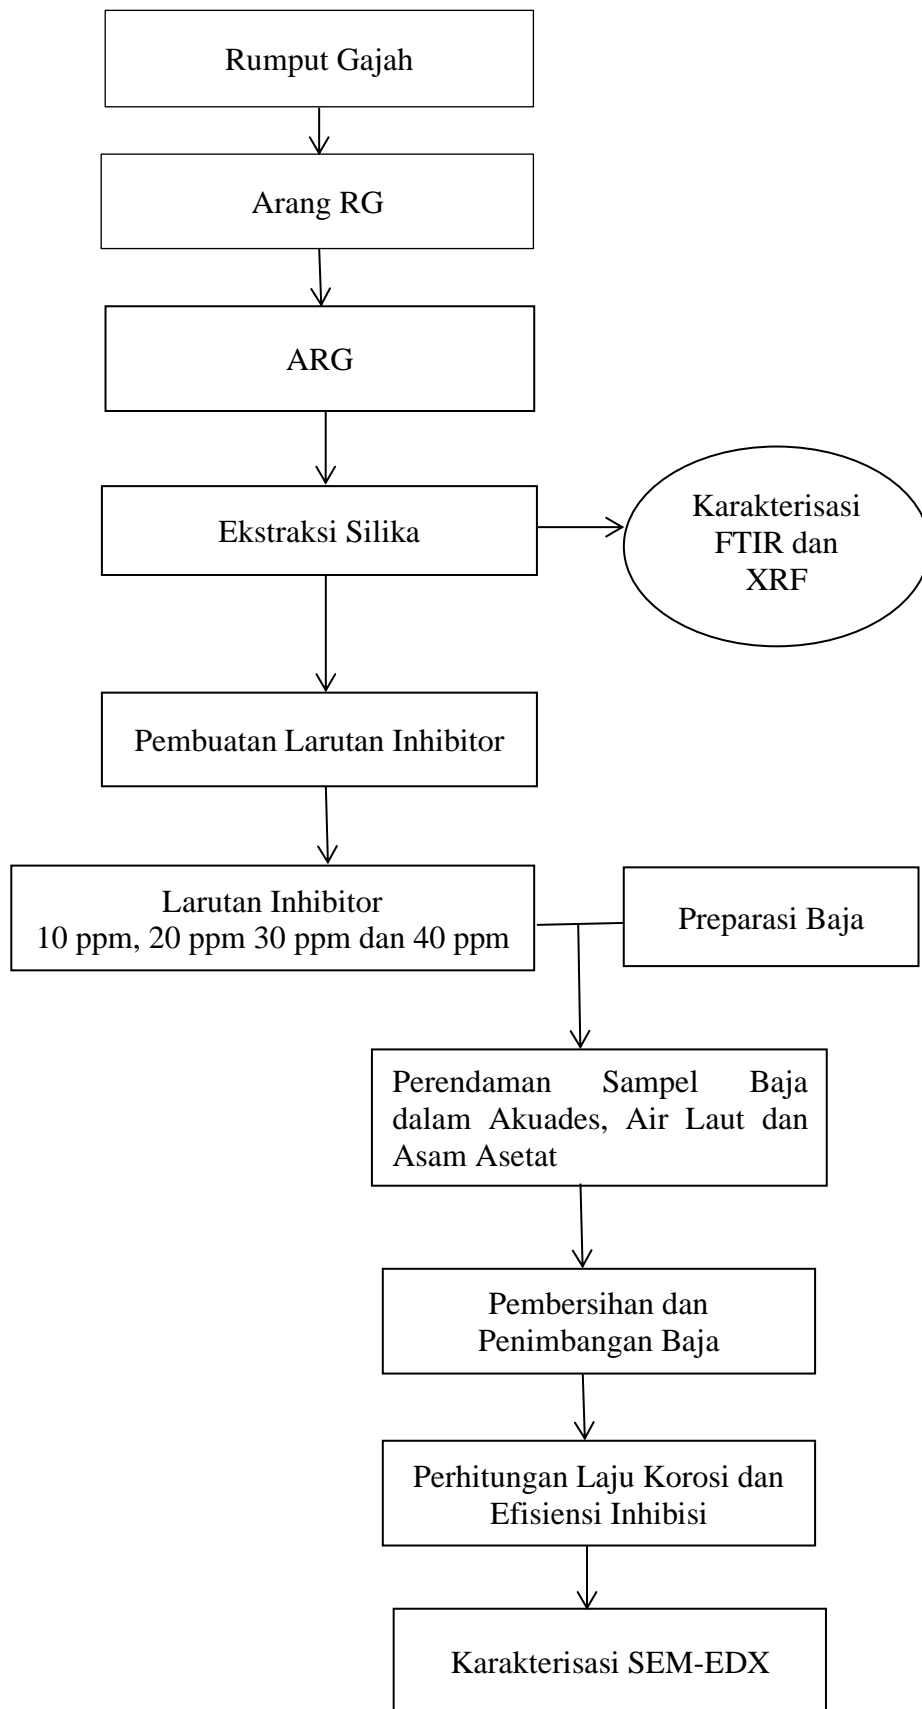 Rumput Gajah
Arang RG
ARG
Ekstraksi Silika
Karakterisasi
FTIR dan
XRF
Pembuatan Larutan Inhibitor
Larutan Inhibitor
10 ppm, 20 ppm 30 ppm dan 40 ppm
Preparasi Baja
Perendaman Sampel Baja
dalam Akuades, Air Laut dan
Asam Asetat
Pembersihan dan
Penimbangan Baja
Perhitungan Laju Korosi dan
Efisiensi Inhibisi
Karakterisasi SEM-EDX